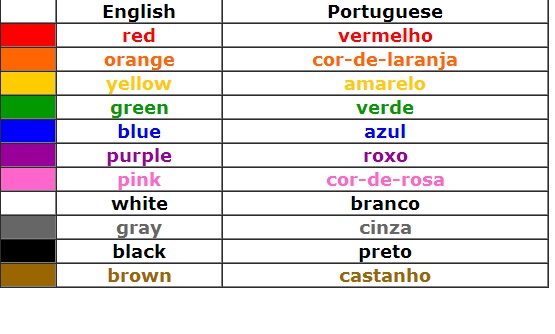 English Portuguese
red vermelho
orange cor-de-laranja
yellow amarelo
green verde
blue azul
purple roxo
pink cor-de-rosa
white branco
gray cinza
black preto
brown castanho